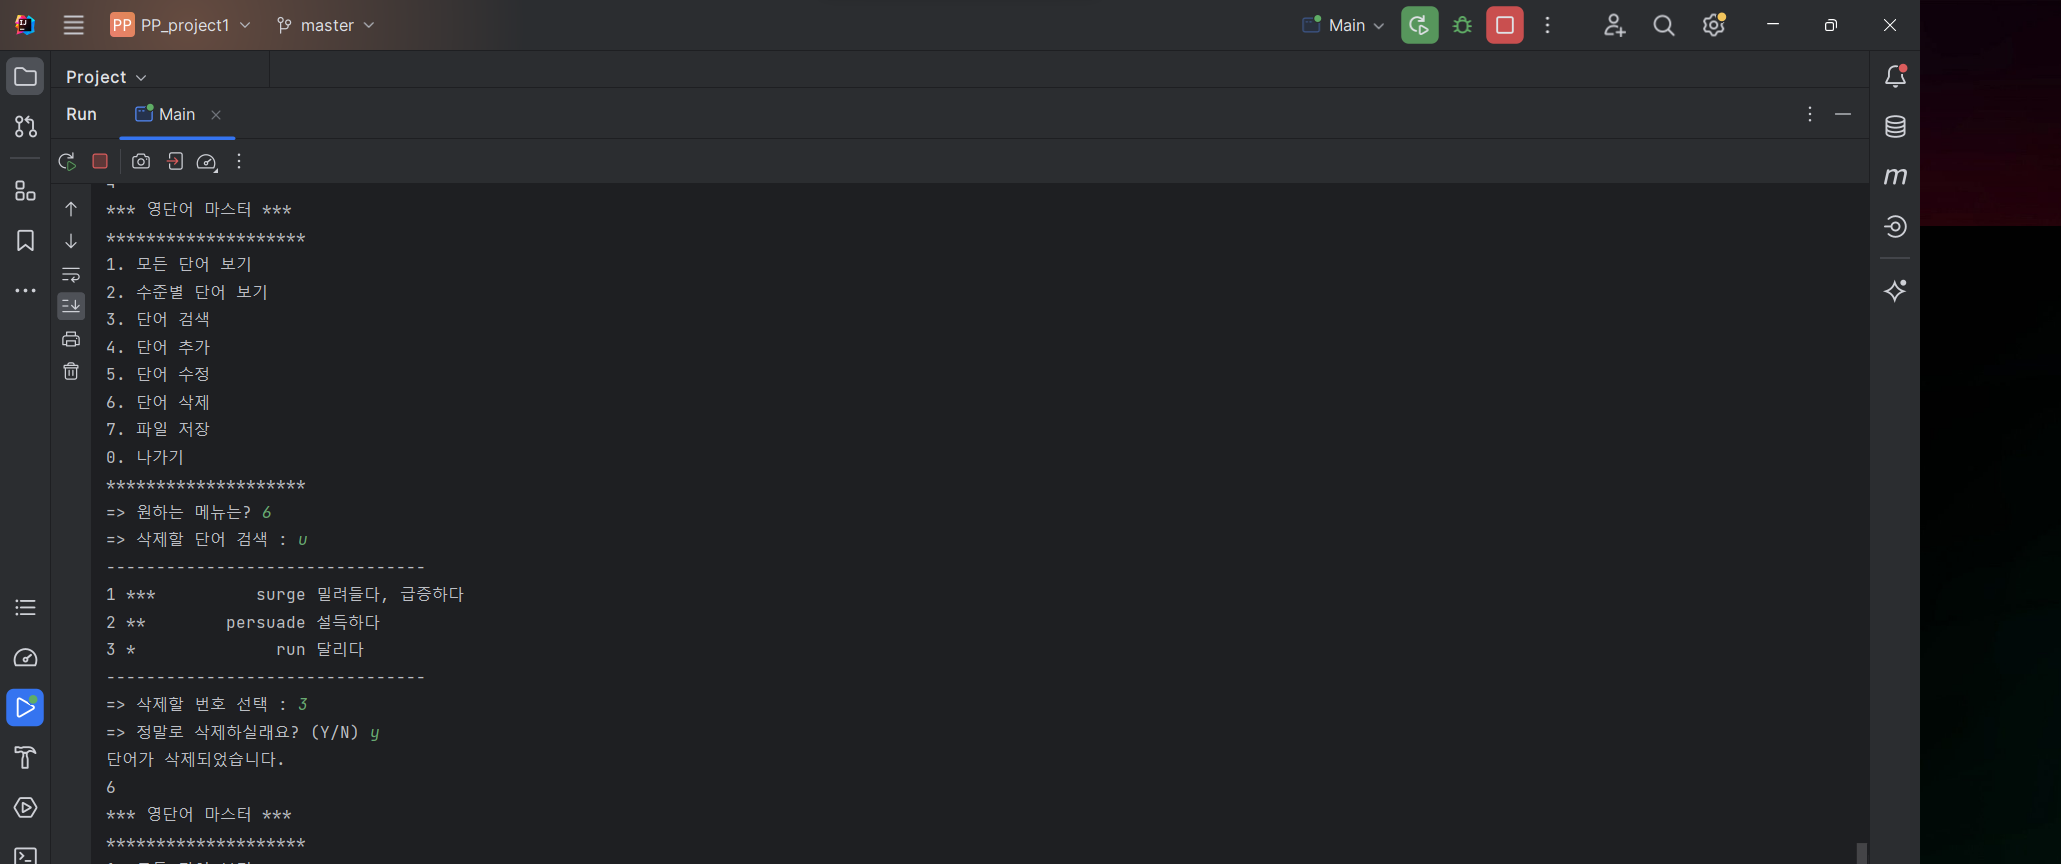 PP PP_project1 master Main
Project
Run Main
*** 영단어 마스터 ***
********************
1. 모든 단어 보기
2. 수준별 단어 보기
3. 단어 검색
4. 단어 추가
5. 단어 수정
6. 단어 삭제
7. 파일 저장
0. 나가기
********************
=> 원하는 메뉴는? 6
=> 삭제할 단어 검색 : u
--------------------------------
1 *** surge 밀려들다, 급증하다
2 ** persuade 설득하다
3 * run 달리다
--------------------------------
=> 삭제할 번호 선택 : 3
=> 정말로 삭제하실래요? (Y/N) y
단어가 삭제되었습니다.
6
*** 영단어 마스터 ***
********************